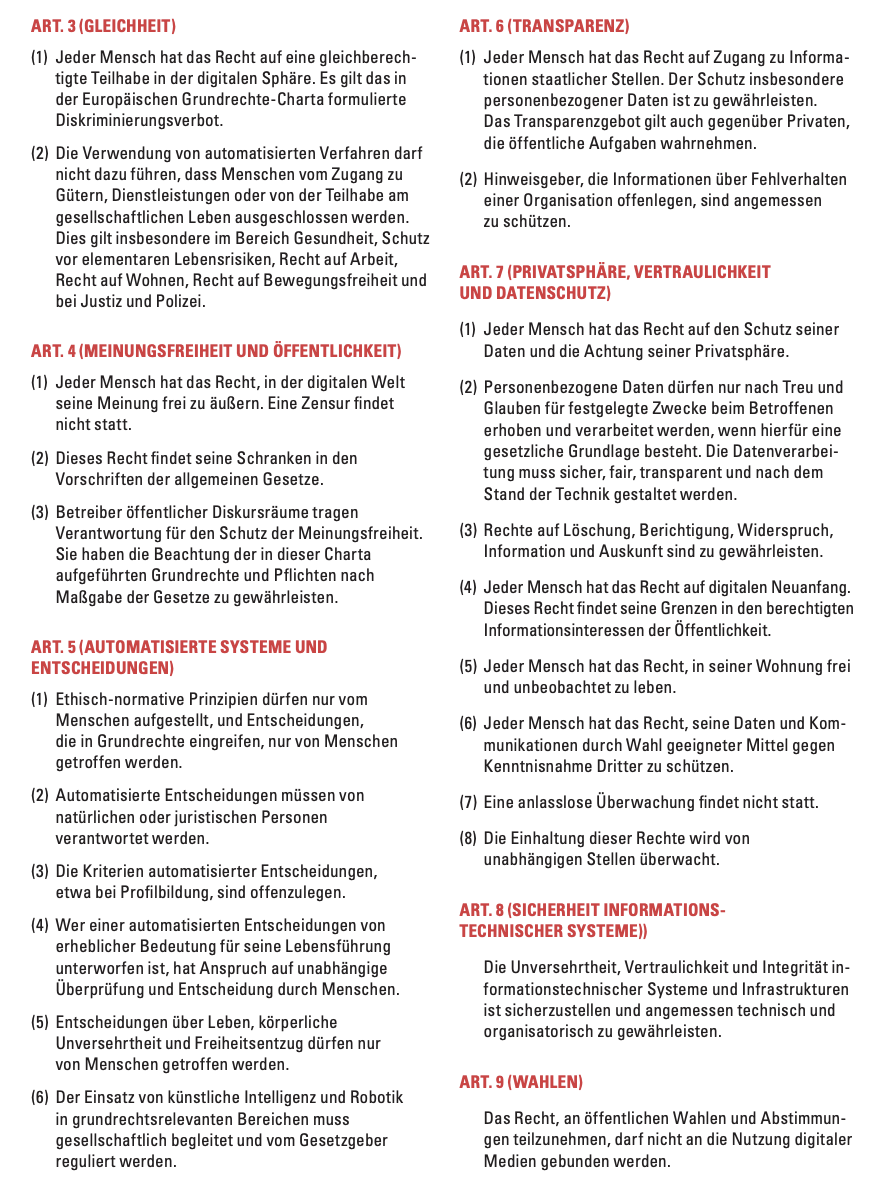 ART. 3 (GLEICHHEIT)
(1) Jeder Mensch hat das Recht auf eine gleichberech-
tigte Teilhabe in der digitalen Sphäre. Es gilt das in
der Europäischen Grundrechte-Charta formulierte
Diskriminierungsverbot.
(2) Die Verwendung von automatisierten Verfahren darf
nicht dazu führen, dass Menschen vom Zugang zu
Gütern, Dienstleistungen oder von der Teilhabe am
gesellschaftlichen Leben ausgeschlossen werden.
Dies gilt insbesondere im Bereich Gesundheit, Schutz
vor elementaren Lebensrisiken, Recht auf Arbeit,
Recht auf Wohnen, Recht auf Bewegungsfreiheit und
bei Justiz und Polizei.
ART. 4 (MEINUNGSFREIHEIT UND ÖFFENTLICHKEIT)
(1) Jeder Mensch hat das Recht, in der digitalen Welt
seine Meinung frei zu äußern. Eine Zensur findet
nicht statt.
(2) Dieses Recht findet seine Schranken in den
Vorschriften der allgemeinen Gesetze.
(3) Betreiber öffentlicher Diskursräume tragen
Verantwortung für den Schutz der Meinungsfreiheit.
Sie haben die Beachtung der in dieser Charta
aufgeführten Grundrechte und Pflichten nach
Maßgabe der Gesetze zu gewährleisten.
ART. 5 (AUTOMATISIERTE SYSTEME UND
ENTSCHEIDUNGEN)
(1) Ethisch-normative Prinzipien dürfen nur vom
Menschen aufgestellt, und Entscheidungen,
die in Grundrechte eingreifen, nur von Menschen
getroffen werden.
(2) Automatisierte Entscheidungen müssen von
natürlichen oder juristischen Personen
verantwortet werden.
(3) Die Kriterien automatisierter Entscheidungen,
etwa bei Profilbildung, sind offenzulegen.
(4) Wer einer automatisierten Entscheidungen von
erheblicher Bedeutung für seine Lebensführung
unterworfen ist, hat Anspruch auf unabhängige
Überprüfung und Entscheidung durch Menschen.
(5) Entscheidungen über Leben, körperliche
Unversehrtheit und Freiheitsentzug dürfen nur
von Menschen getroffen werden.
(6) Der Einsatz von künstliche Intelligenz und Robotik
in grundrechtsrelevanten Bereichen muss
gesellschaftlich begleitet und vom Gesetzgeber
reguliert werden.
ART. 6 (TRANSPARENZ)
(1) Jeder Mensch hat das Recht auf Zugang zu Informa-
tionen staatlicher Stellen. Der Schutz insbesondere
personenbezogener Daten ist zu gewährleisten.
Das Transparenzgebot gilt auch gegenüber Privaten,
die öffentliche Aufgaben wahrnehmen.
(2) Hinweisgeber, die Informationen über Fehlverhalten
einer Organisation offenlegen, sind angemessen
zu schützen.
ART. 7 (PRIVATSPHÄRE, VERTRAULICHKEIT
UND DATENSCHUTZ)
(1) Jeder Mensch hat das Recht auf den Schutz seiner
Daten und die Achtung seiner Privatsphäre.
(2) Personenbezogene Daten dürfen nur nach Treu und
Glauben für festgelegte Zwecke beim Betroffenen
erhoben und verarbeitet werden, wenn hierfür eine
gesetzliche Grundlage besteht. Die Datenverarbei-
tung muss sicher, fair, transparent und nach dem
Stand der Technik gestaltet werden.
(3) Rechte auf Löschung, Berichtigung, Widerspruch,
Information und Auskunft sind zu gewährleisten.
(4) Jeder Mensch hat das Recht auf digitalen Neuanfang.
Dieses Recht findet seine Grenzen in den berechtigten
Informationsinteressen der Öffentlichkeit.
(5) Jeder Mensch hat das Recht, in seiner Wohnung frei
und unbeobachtet zu leben.
(6) Jeder Mensch hat das Recht, seine Daten und Kom-
munikationen durch Wahl geeigneter Mittel gegen
Kenntnisnahme Dritter zu schützen.
(7) Eine anlasslose Überwachung findet nicht statt.
(8) Die Einhaltung dieser Rechte wird von
unabhängigen Stellen überwacht.
ART. 8 (SICHERHEIT INFORMATIONS-
TECHNISCHER SYSTEME))
Die Unversehrtheit, Vertraulichkeit und Integrität in-
formationstechnischer Systeme und Infrastrukturen
ist sicherzustellen und angemessen technisch und
organisatorisch zu gewährleisten.
ART. 9 (WAHLEN)
Das Recht, an öffentlichen Wahlen und Abstimmun-
gen teilzunehmen, darf nicht an die Nutzung digitaler
Medien gebunden werden.